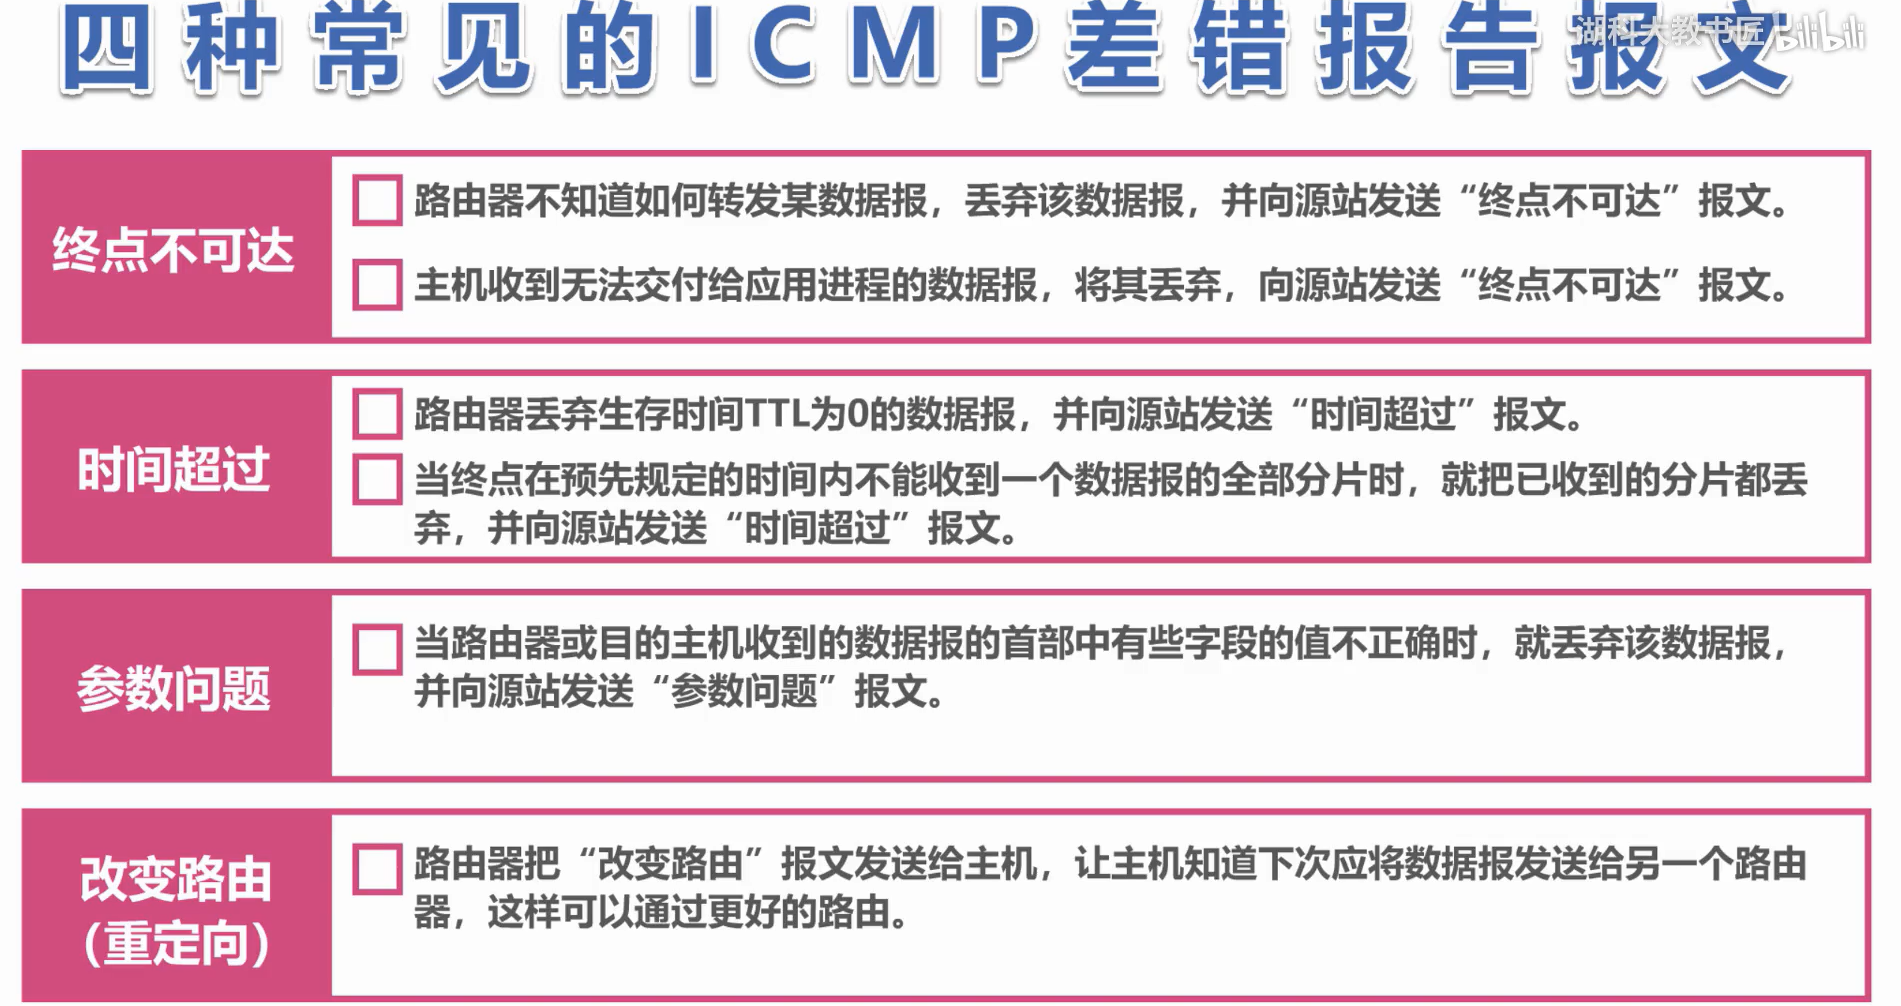 四种常见的ICMP差错报告报文
湖科大教书匠 bilibili
终点不可达
路由器不知道如何转发某数据报，丢弃该数据报，并向源站发送“终点不可达”报文。
主机收到无法交付给应用进程的数据报，将其丢弃，向源站发送“终点不可达”报文。
时间超过
路由器丢弃生存时间TTL为0的数据报，并向源站发送“时间超过”报文。
当终点在预先规定的时间内不能收到一个数据报的全部分片时，就把已收到的分片都丢
弃，并向源站发送“时间超过”报文。
参数问题
当路由器或目的主机收到的数据报的首部中有些字段的值不正确时，就丢弃该数据报，
并向源站发送“参数问题”报文。
改变路由
（重定向）
路由器把“改变路由”报文发送给主机，让主机知道下次应将数据报发送给另一个路由
器，这样可以通过更好的路由。